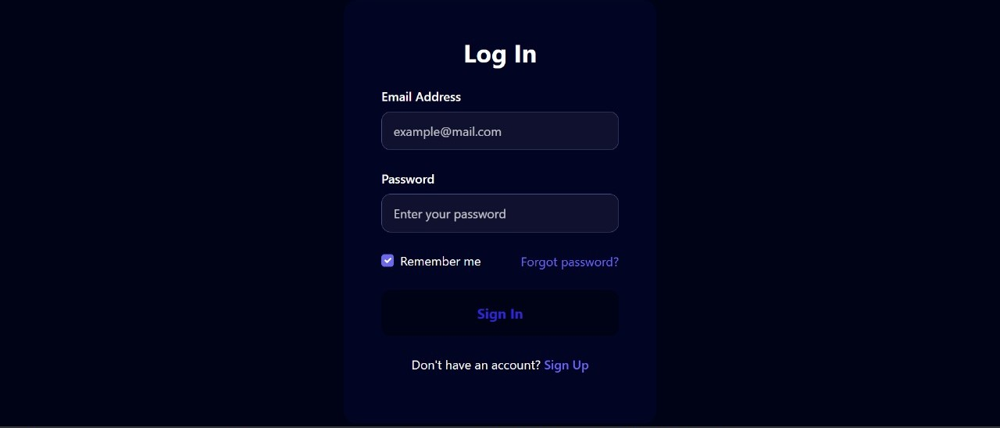 Log In
Email Address
example@mail.com
Password
Enter your password
Remember me Forgot password?
Sign In
Don't have an account? Sign Up